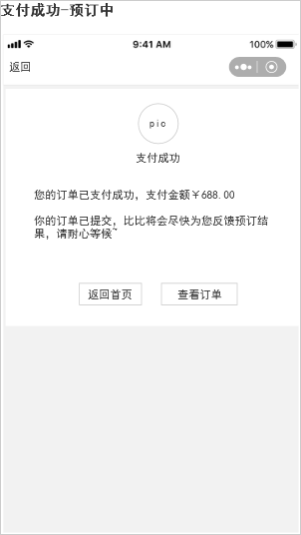 支付成功-预订中
9:41 AM
100%
返回
pic
支付成功
您的订单已支付成功，支付金额￥688.00
你的订单已提交，比比将会尽快为您反馈预订结
果，请耐心等候~
返回首页
查看订单